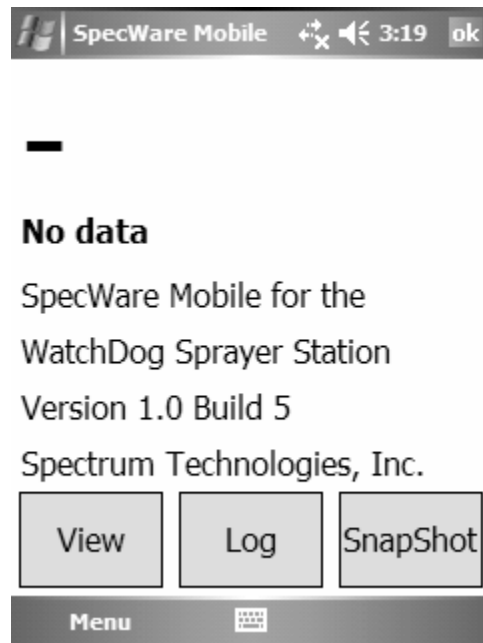 SpecWare Mobile 3:19 ok
–
No data
SpecWare Mobile for the
WatchDog Sprayer Station
Version 1.0 Build 5
Spectrum Technologies, Inc.
View Log SnapShot
Menu